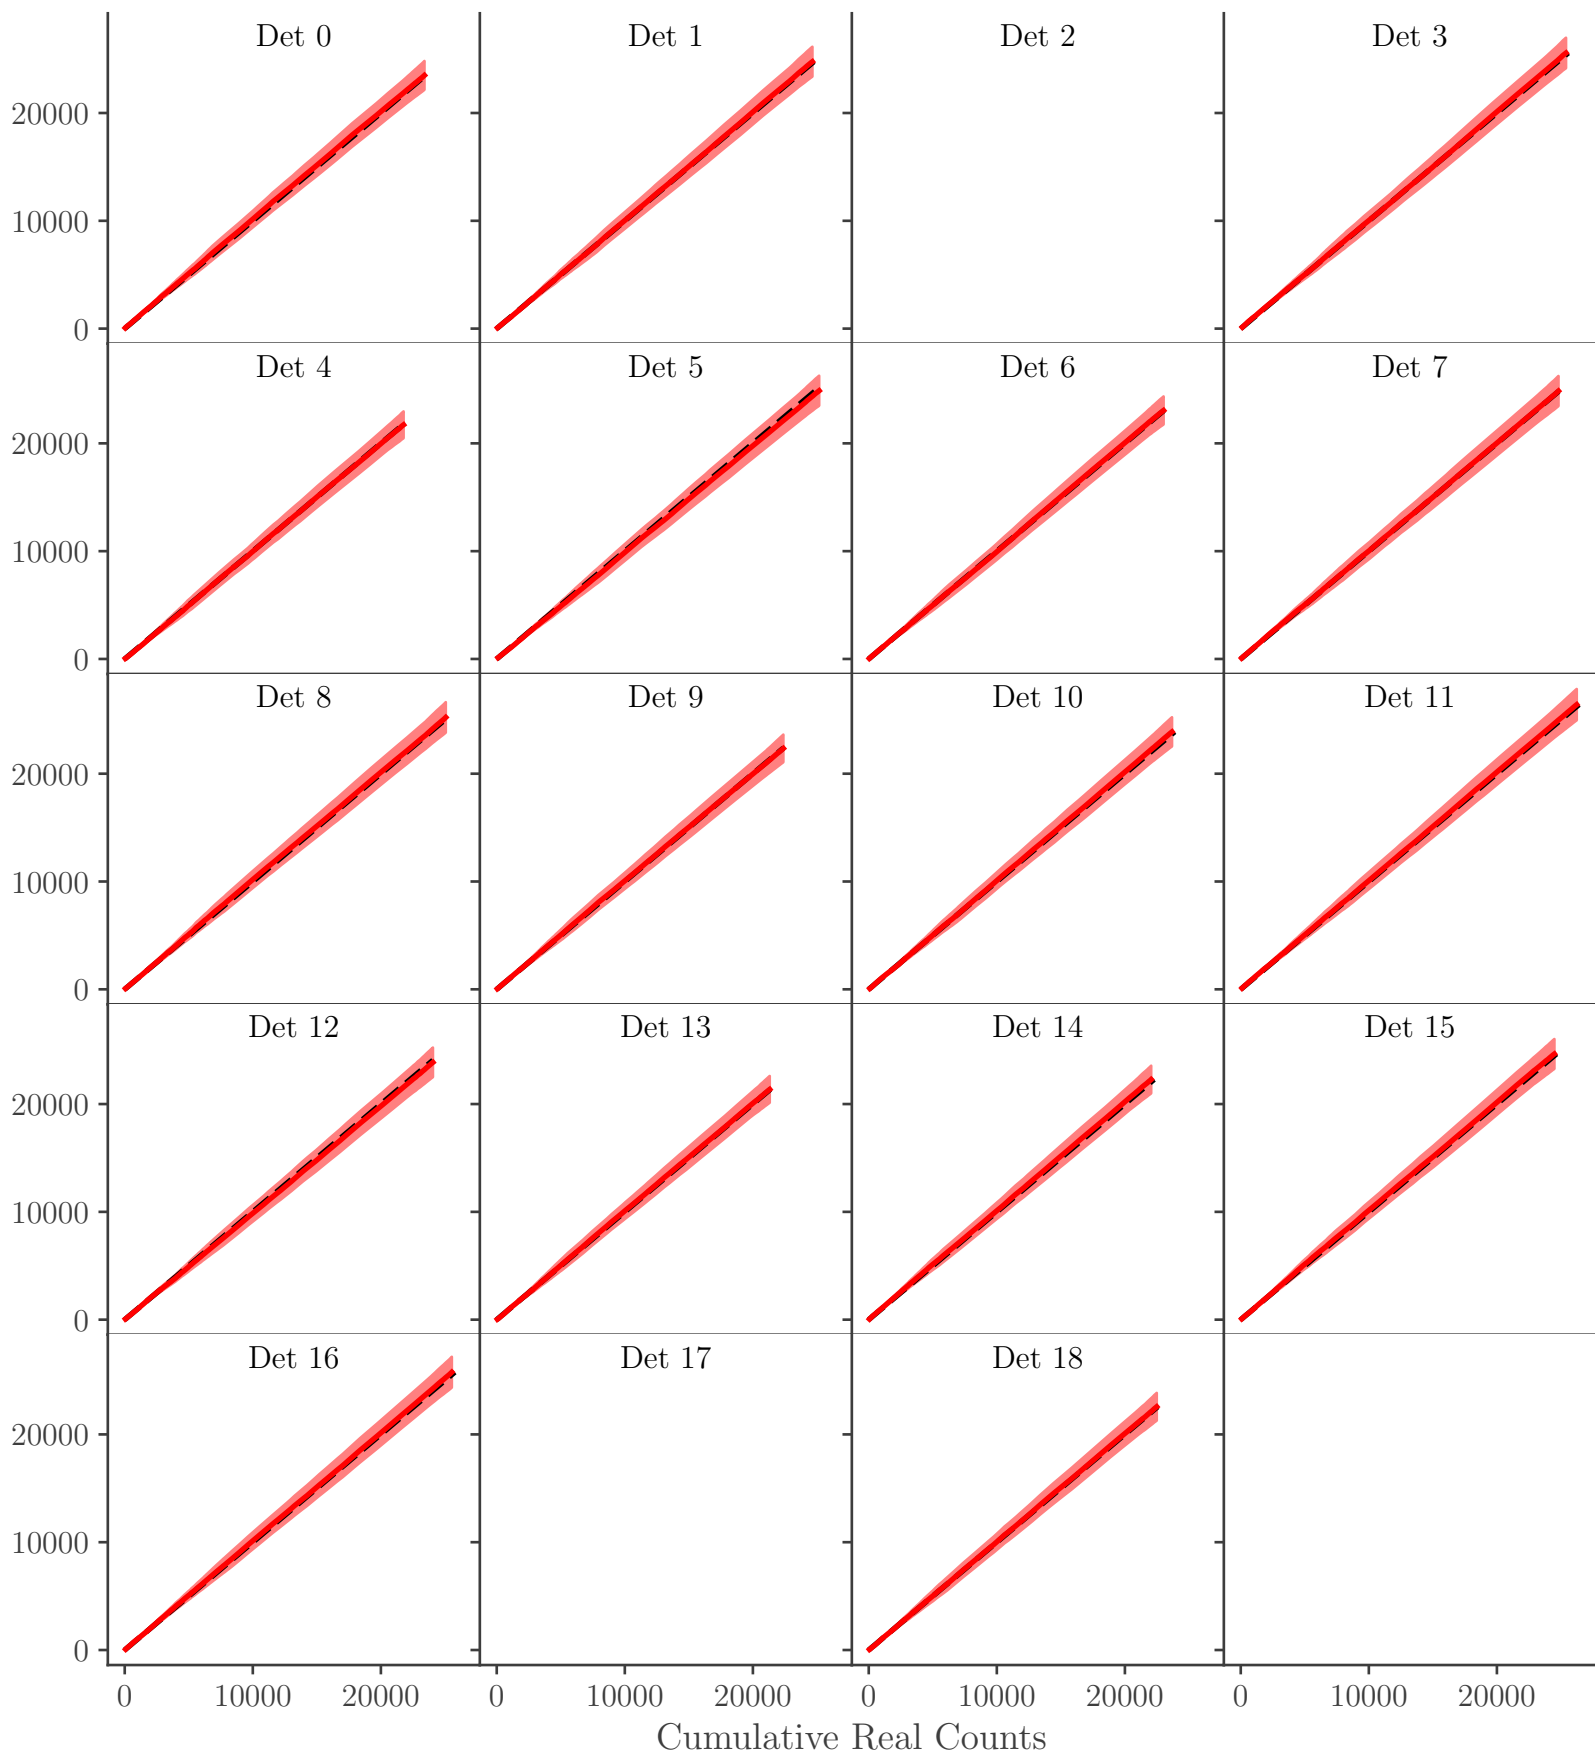 Det 0 Det 1 Det 2 Det 3
20000
10000
0
Det 4 Det 5 Det 6 Det 7
20000
10000
0
Det 8 Det 9 Det 10 Det 11
20000
10000
0
Det 12 Det 13 Det 14 Det 15
20000
10000
0
Det 16 Det 17 Det 18
20000
10000
0
0 10000 20000 0 10000 20000 0 10000 20000 0 10000 20000
Cumulative Real Counts